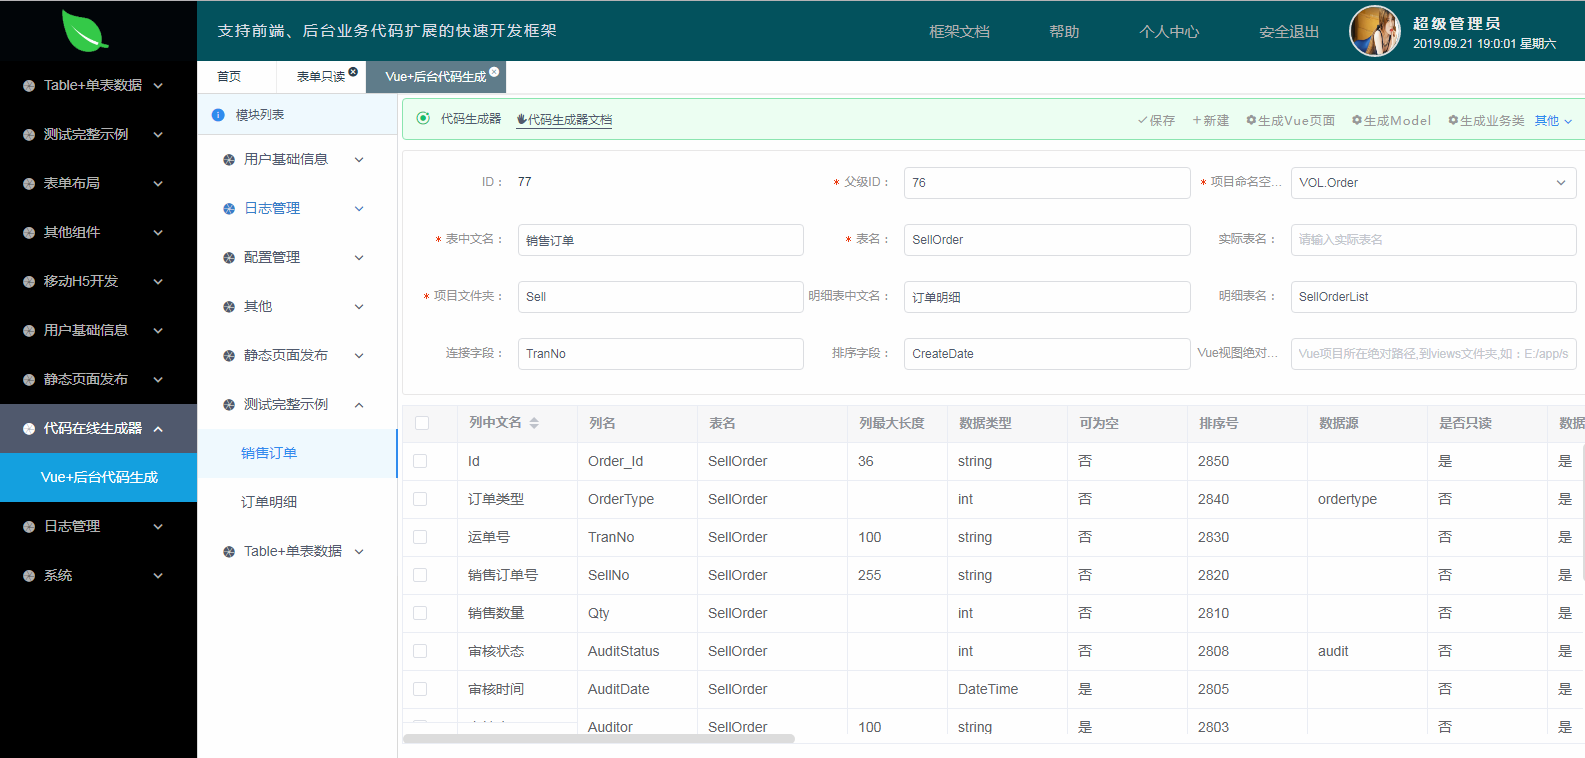 支持前端、后台业务代码扩展的快速开发框架
框架文档 帮助 个人中心 安全退出
超级管理员
2019.09.21 19:0:01 星期六
Table+单表数据
测试完整示例
表单布局
其他组件
移动H5开发
用户基础信息
静态页面发布
代码在线生成器
Vue+后台代码生成
日志管理
系统
首页 表单只读 Vue+后台代码生成
模块列表
用户基础信息
日志管理
配置管理
其他
静态页面发布
测试完整示例
销售订单
订单明细
Table+单表数据
代码生成器 代码生成器文档 保存 新建 生成Vue页面 生成Model 生成业务类 其他
ID： 77 * 父级ID： 76 * 项目命名空... VOL.Order
* 表中文名： 销售订单 * 表名： SellOrder 实际表名： 请输入实际表名
* 项目文件夹： Sell 明细表中文名： 订单明细 明细表名： SellOrderList
连接字段： TranNo 排序字段： CreateDate Vue视图绝对... Vue项目所在绝对路径,到views文件夹,如：E:/app/s
列中文名 列名 表名 列最大长度 数据类型 可为空 排序号 数据源 是否只读 数据
Id Order_Id SellOrder 36 string 否 2850 是 是
订单类型 OrderType SellOrder int 否 2840 ordertype 否 是
运单号 TranNo SellOrder 100 string 否 2830 否 是
销售订单号 SellNo SellOrder 255 string 否 2820 否 是
销售数量 Qty SellOrder int 否 2810 否 是
审核状态 AuditStatus SellOrder int 否 2808 audit 否 是
审核时间 AuditDate SellOrder DateTime 是 2805 否 是
Auditor SellOrder 100 string 是 2803 否 是